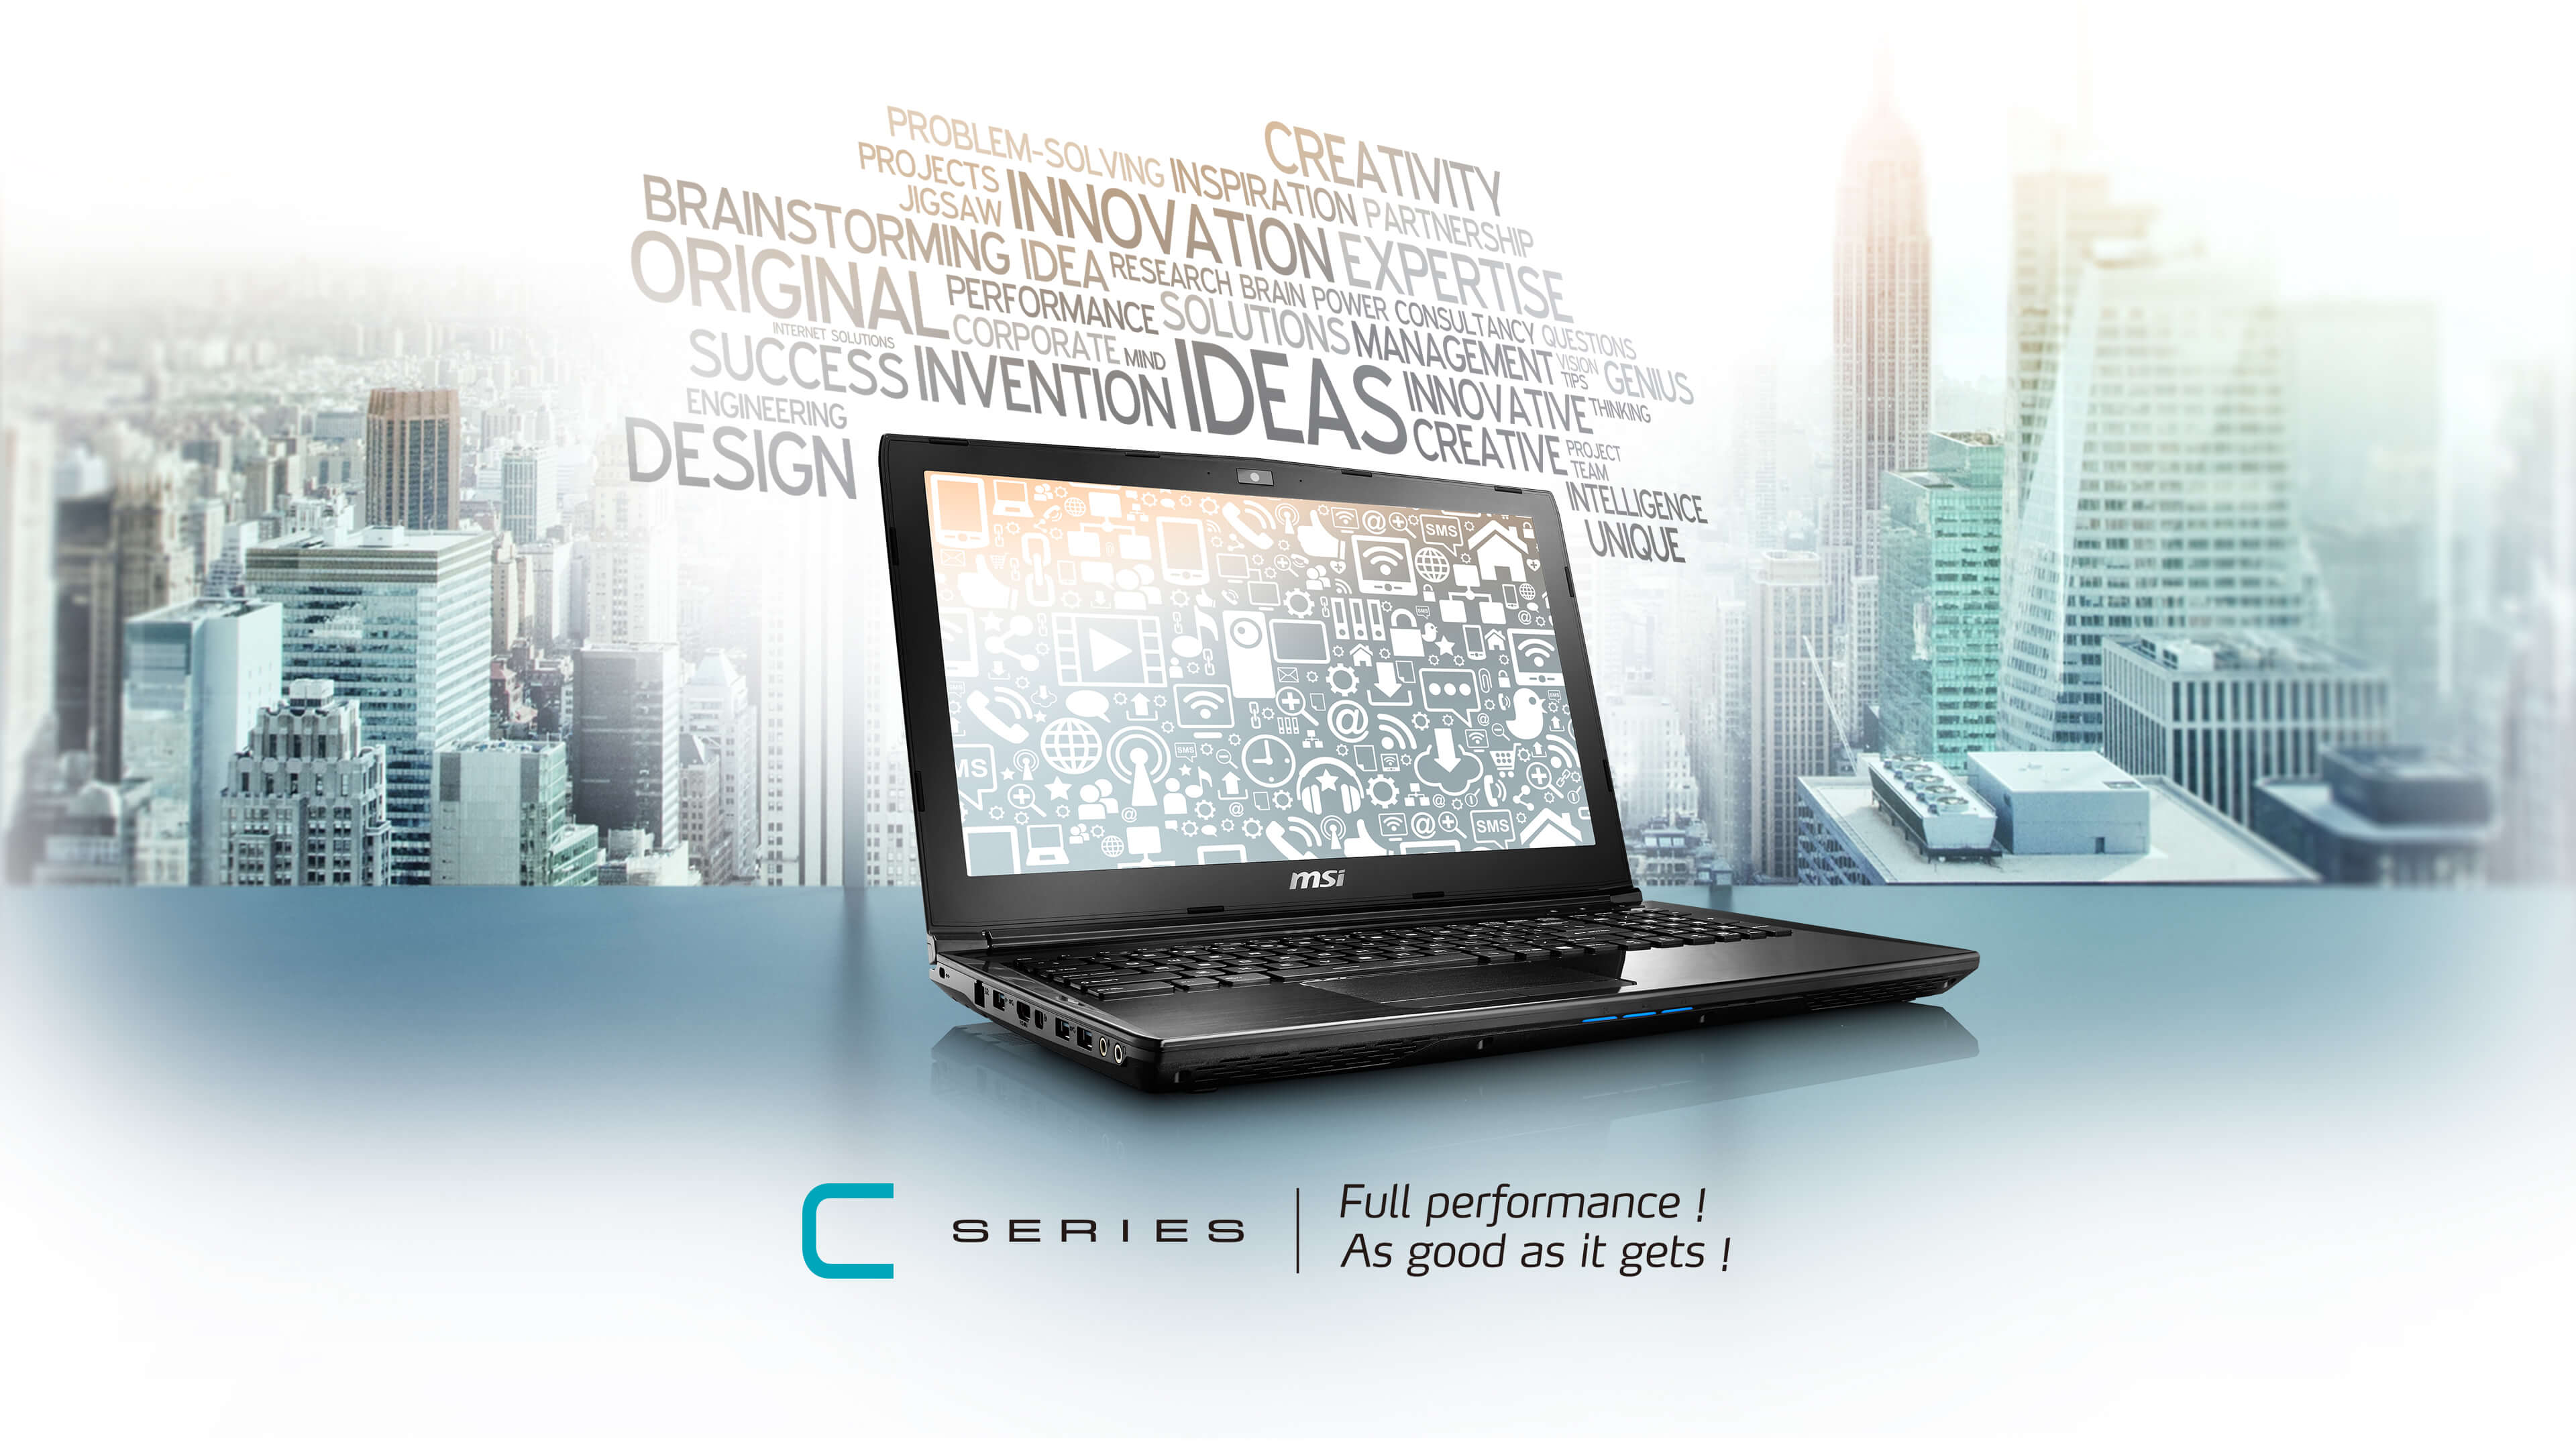 PROBLEM-SOLVING INSPIRATION CREATIVITY
PROJECTS
JIGSAW INNOVATION PARTNERSHIP
BRAINSTORMING IDEA EXPERTISE
RESEARCH BRAIN POWER CONSULTANCY QUESTIONS
ORIGINAL PERFORMANCE SOLUTIONS MANAGEMENT VISION GENIUS
TIPS
INTERNET SOLUTIONS
CORPORATE MIND
SUCCESS INVENTION IDEAS INNOVATIVE THINKING
ENGINEERING
DESIGN
CREATIVE PROJECT
TEAM
INTELLIGENCE
UNIQUE
SMS
SMS
MS
SMS
SMS
msi
C SERIES
Full performance !
As good as it gets !